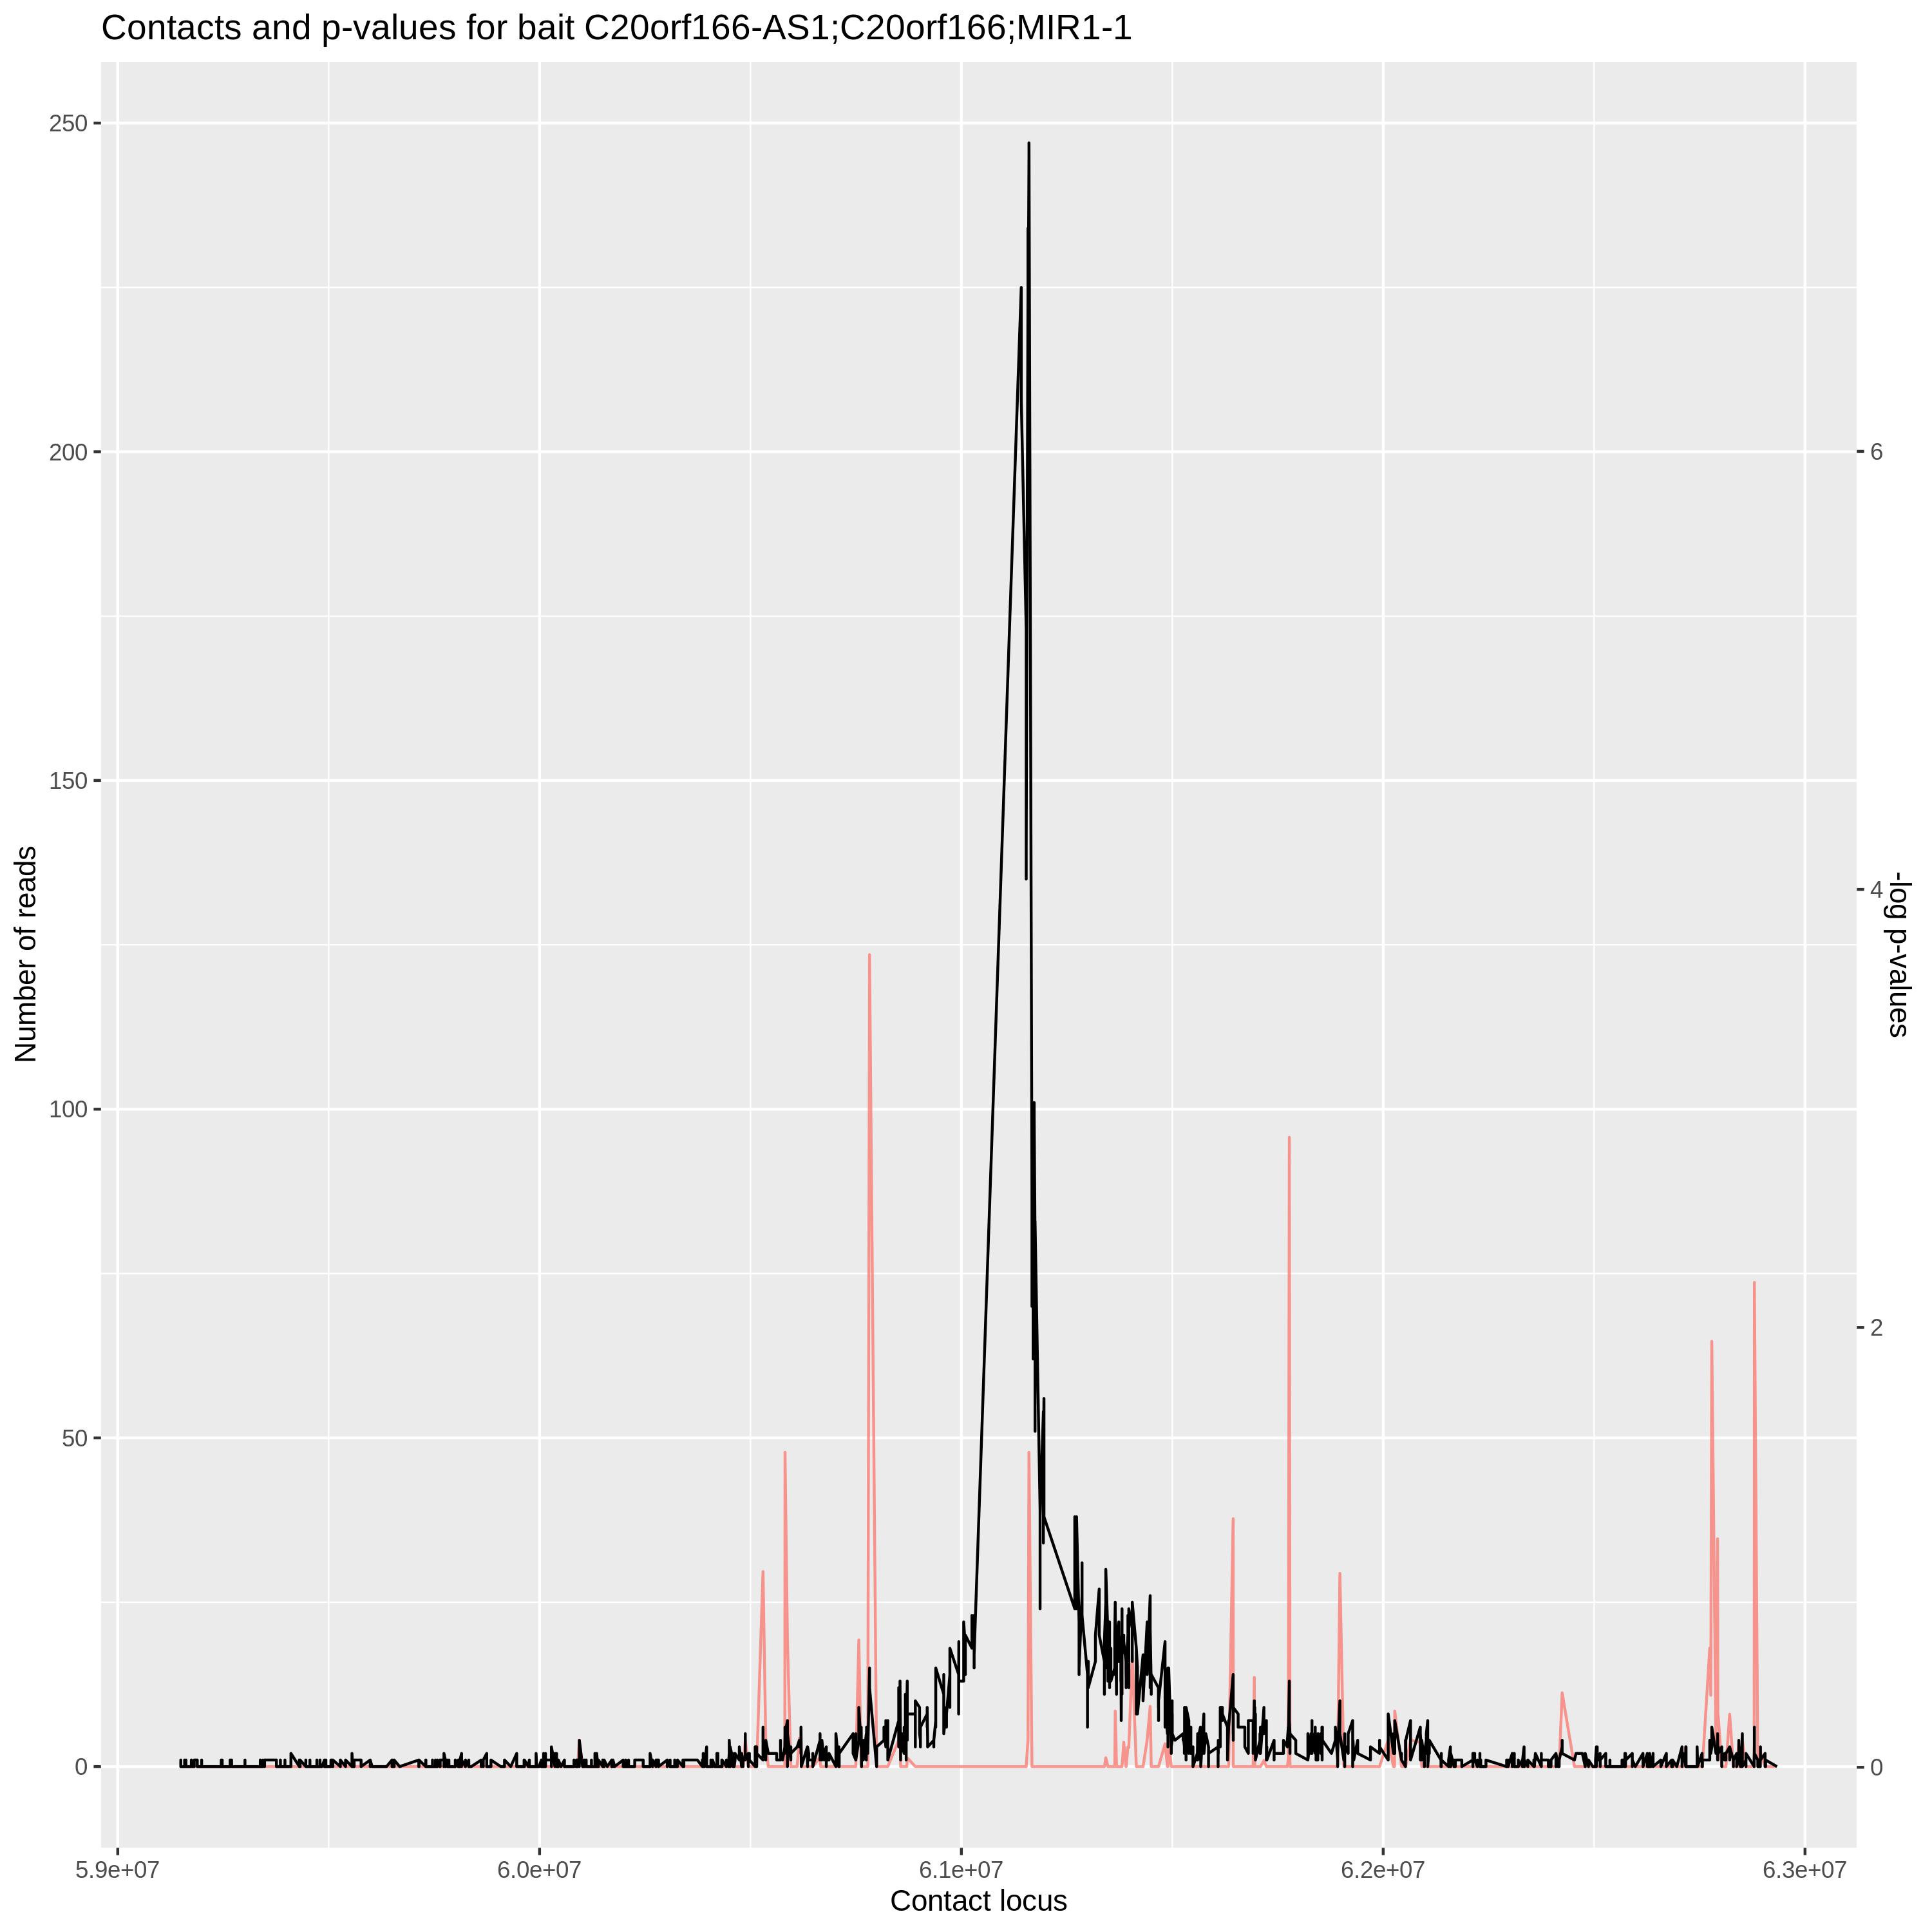 Contacts and p-values for bait C20orf166-AS1;C20orf166;MIR1-1
250
200
150
100
50
0
Number of reads
6
4
2
0
-log p-values
5.9e+07
6.0e+07
6.1e+07
6.2e+07
6.3e+07
Contact locus